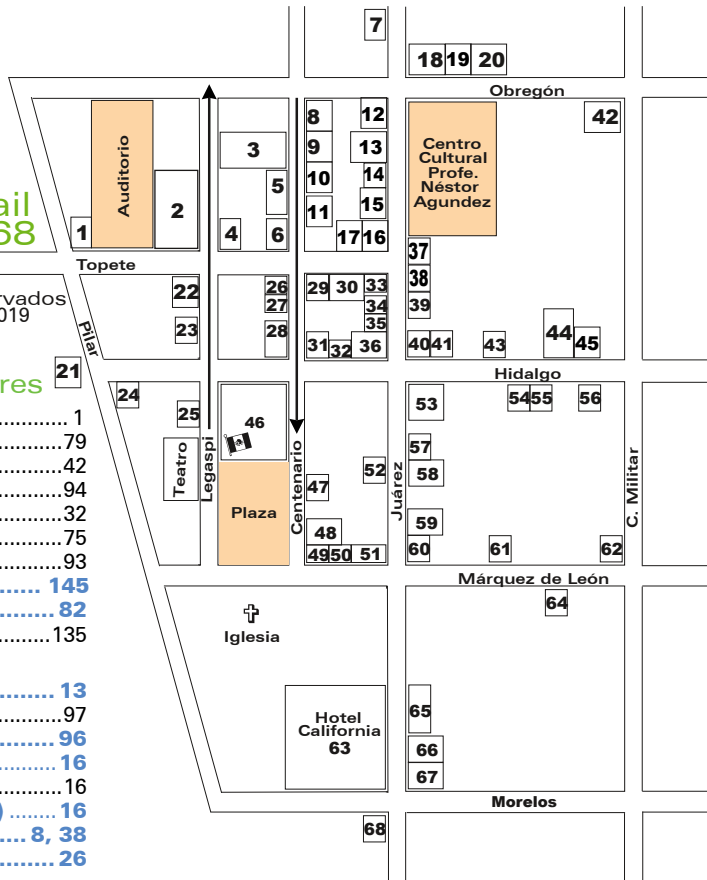 7
18 19 20
Obregón
8
12
42
9
13
Centro
Cultural
Profe.
Néstor
Agundez
Auditorio
3
10
14
5
11
15
ail
68
1
2
4
6
17 16
37
Topete
38
22
26
27
29 30 33
34
39
rvados
019
23
28
35
31 32 36
40 41
43
44
45
Pilar
21
Hidalgo
res
24
25
46
53
54 55
56
Teatro
Legaspi
Centenario
Juárez
C. Militar
57
52
58
47
Plaza
48
59
49 50 51
60
61
62
Márquez de León
64
Iglesia
65
Hotel
California
63
66
67
Morelos
68
............ 1
............79
............42
............94
............32
............75
............93
...... 145
........ 82
..........135
........ 13
............97
........ 96
.......... 16
............16
) ........ 16
.... 8, 38
........ 26